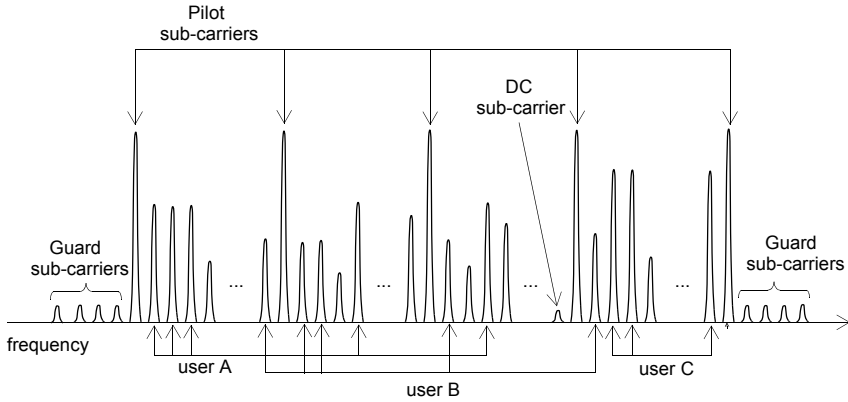 Pilot
sub-carriers
DC
sub-carrier
Guard
sub-carriers
Guard
sub-carriers
...
...
...
...
...
frequency
user A
user B
user C